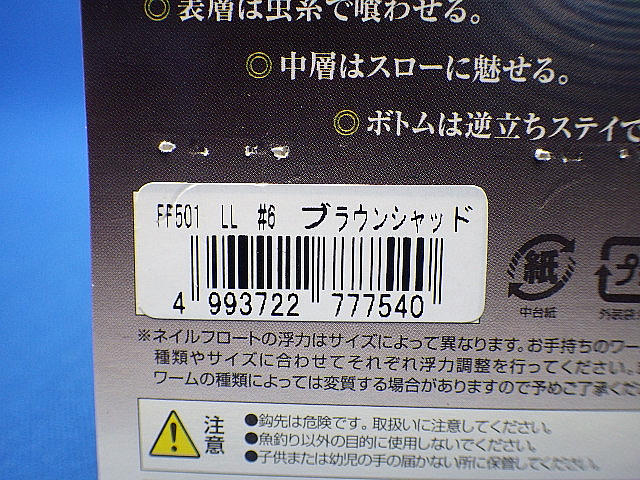 ◎表層は虫系で喰わせる。
◎中層はスローに魅せる。
◎ボトムは逆立ちステイで
FF501 LL #6 ブラウンシャッド
4 993722 777540
紙
中台紙
プ
外装袋
※ネイルフロートの浮力はサイズによって異なります。お手持ちのワー
種類やサイズに合わせてそれぞれ浮力調整を行ってください。
ワームの種類によっては変質する場合がありますので予めご了承くだ
注意
●鈎先は危険です。取扱いに注意してください。
●魚釣り以外の目的に使用しないでください。
●子供または幼児の手の届かない所に保管してください。